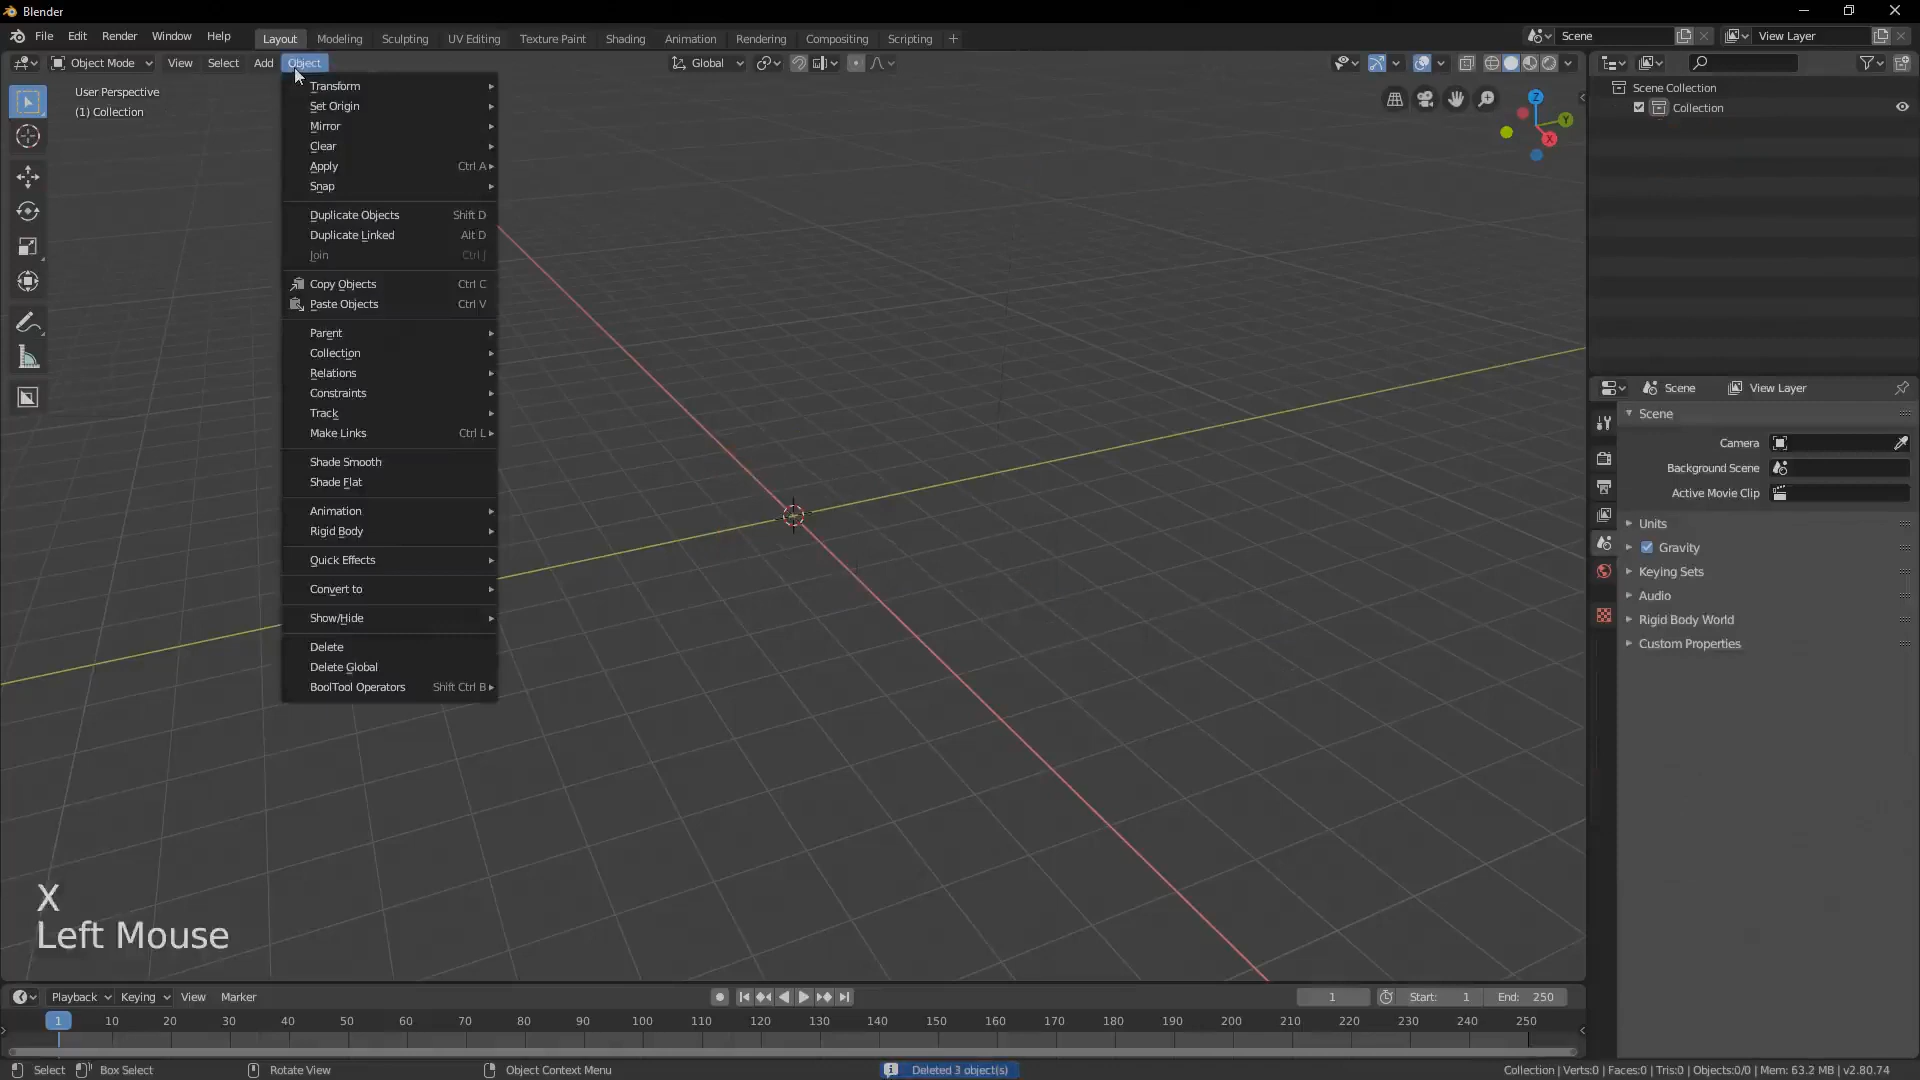 Blender
File Edit Render Window Help
Layout Modeling Sculpting UV Editing Texture Paint Shading Animation Rendering Compositing Scripting +
Scene
View Layer
Object Mode View Select Add Object
Global
User Perspective
(1) Collection
Transform
Set Origin
Mirror
Clear
Apply Ctrl A
Snap
Duplicate Objects Shift D
Duplicate Linked Alt D
Join Ctrl J
Copy Objects Ctrl C
Paste Objects Ctrl V
Parent
Collection
Relations
Constraints
Track
Make Links Ctrl L
Shade Smooth
Shade Flat
Animation
Rigid Body
Quick Effects
Convert to
Show/Hide
Delete
Delete Global
BoolTool Operators Shift Ctrl B
Z
Y
X
Scene Collection
Collection
Scene View Layer
Scene
Camera
Background Scene
Active Movie Clip
Units
Gravity
Keying Sets
Audio
Rigid Body World
Custom Properties
X
Left Mouse
Playback Keying View Marker
1 Start: 1 End: 250
1 10 20 30 40 50 60 70 80 90 100 110 120 130 140 150 160 170 180 190 200 210 220 230 240 250
Select Box Select Rotate View Object Context Menu Deleted 3 object(s) Collection | Verts:0 | Faces:0 | Tris:0 | Objects:0/0 | Mem: 63.2 MB | v2.80.74